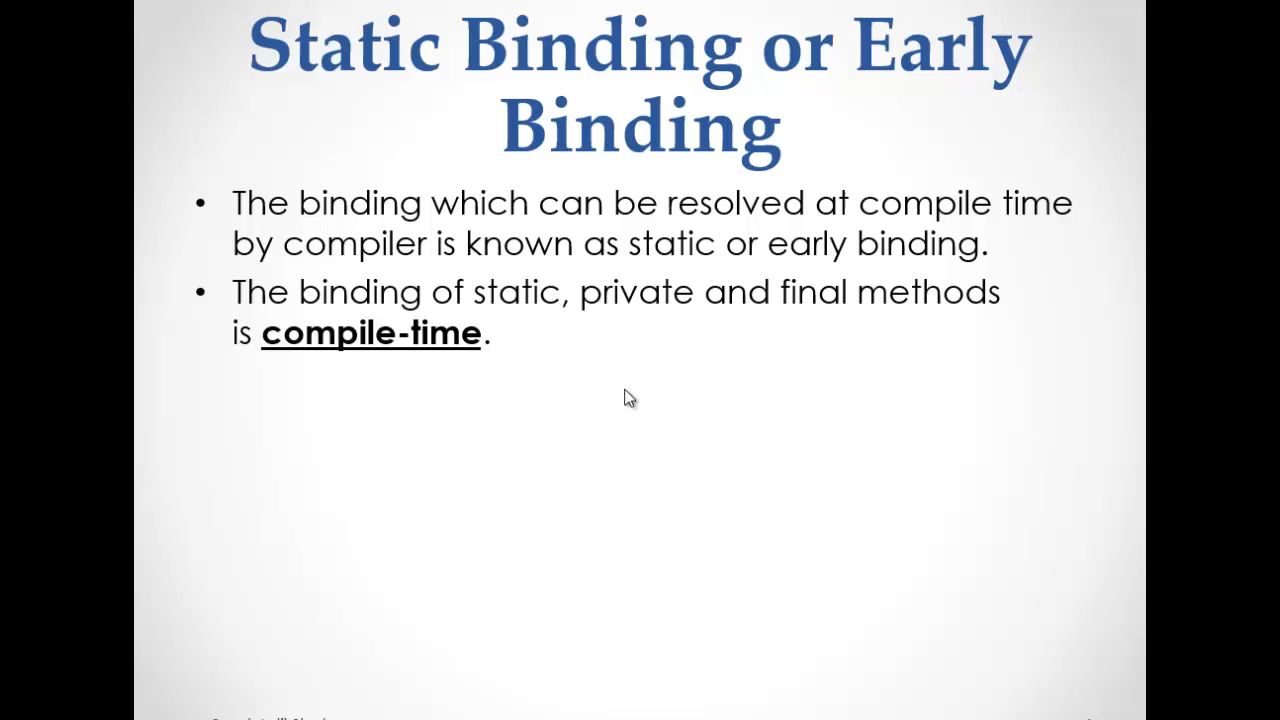 Static Binding or Early
Binding
• The binding which can be resolved at compile time
by compiler is known as static or early binding.
• The binding of static, private and final methods
is compile-time.